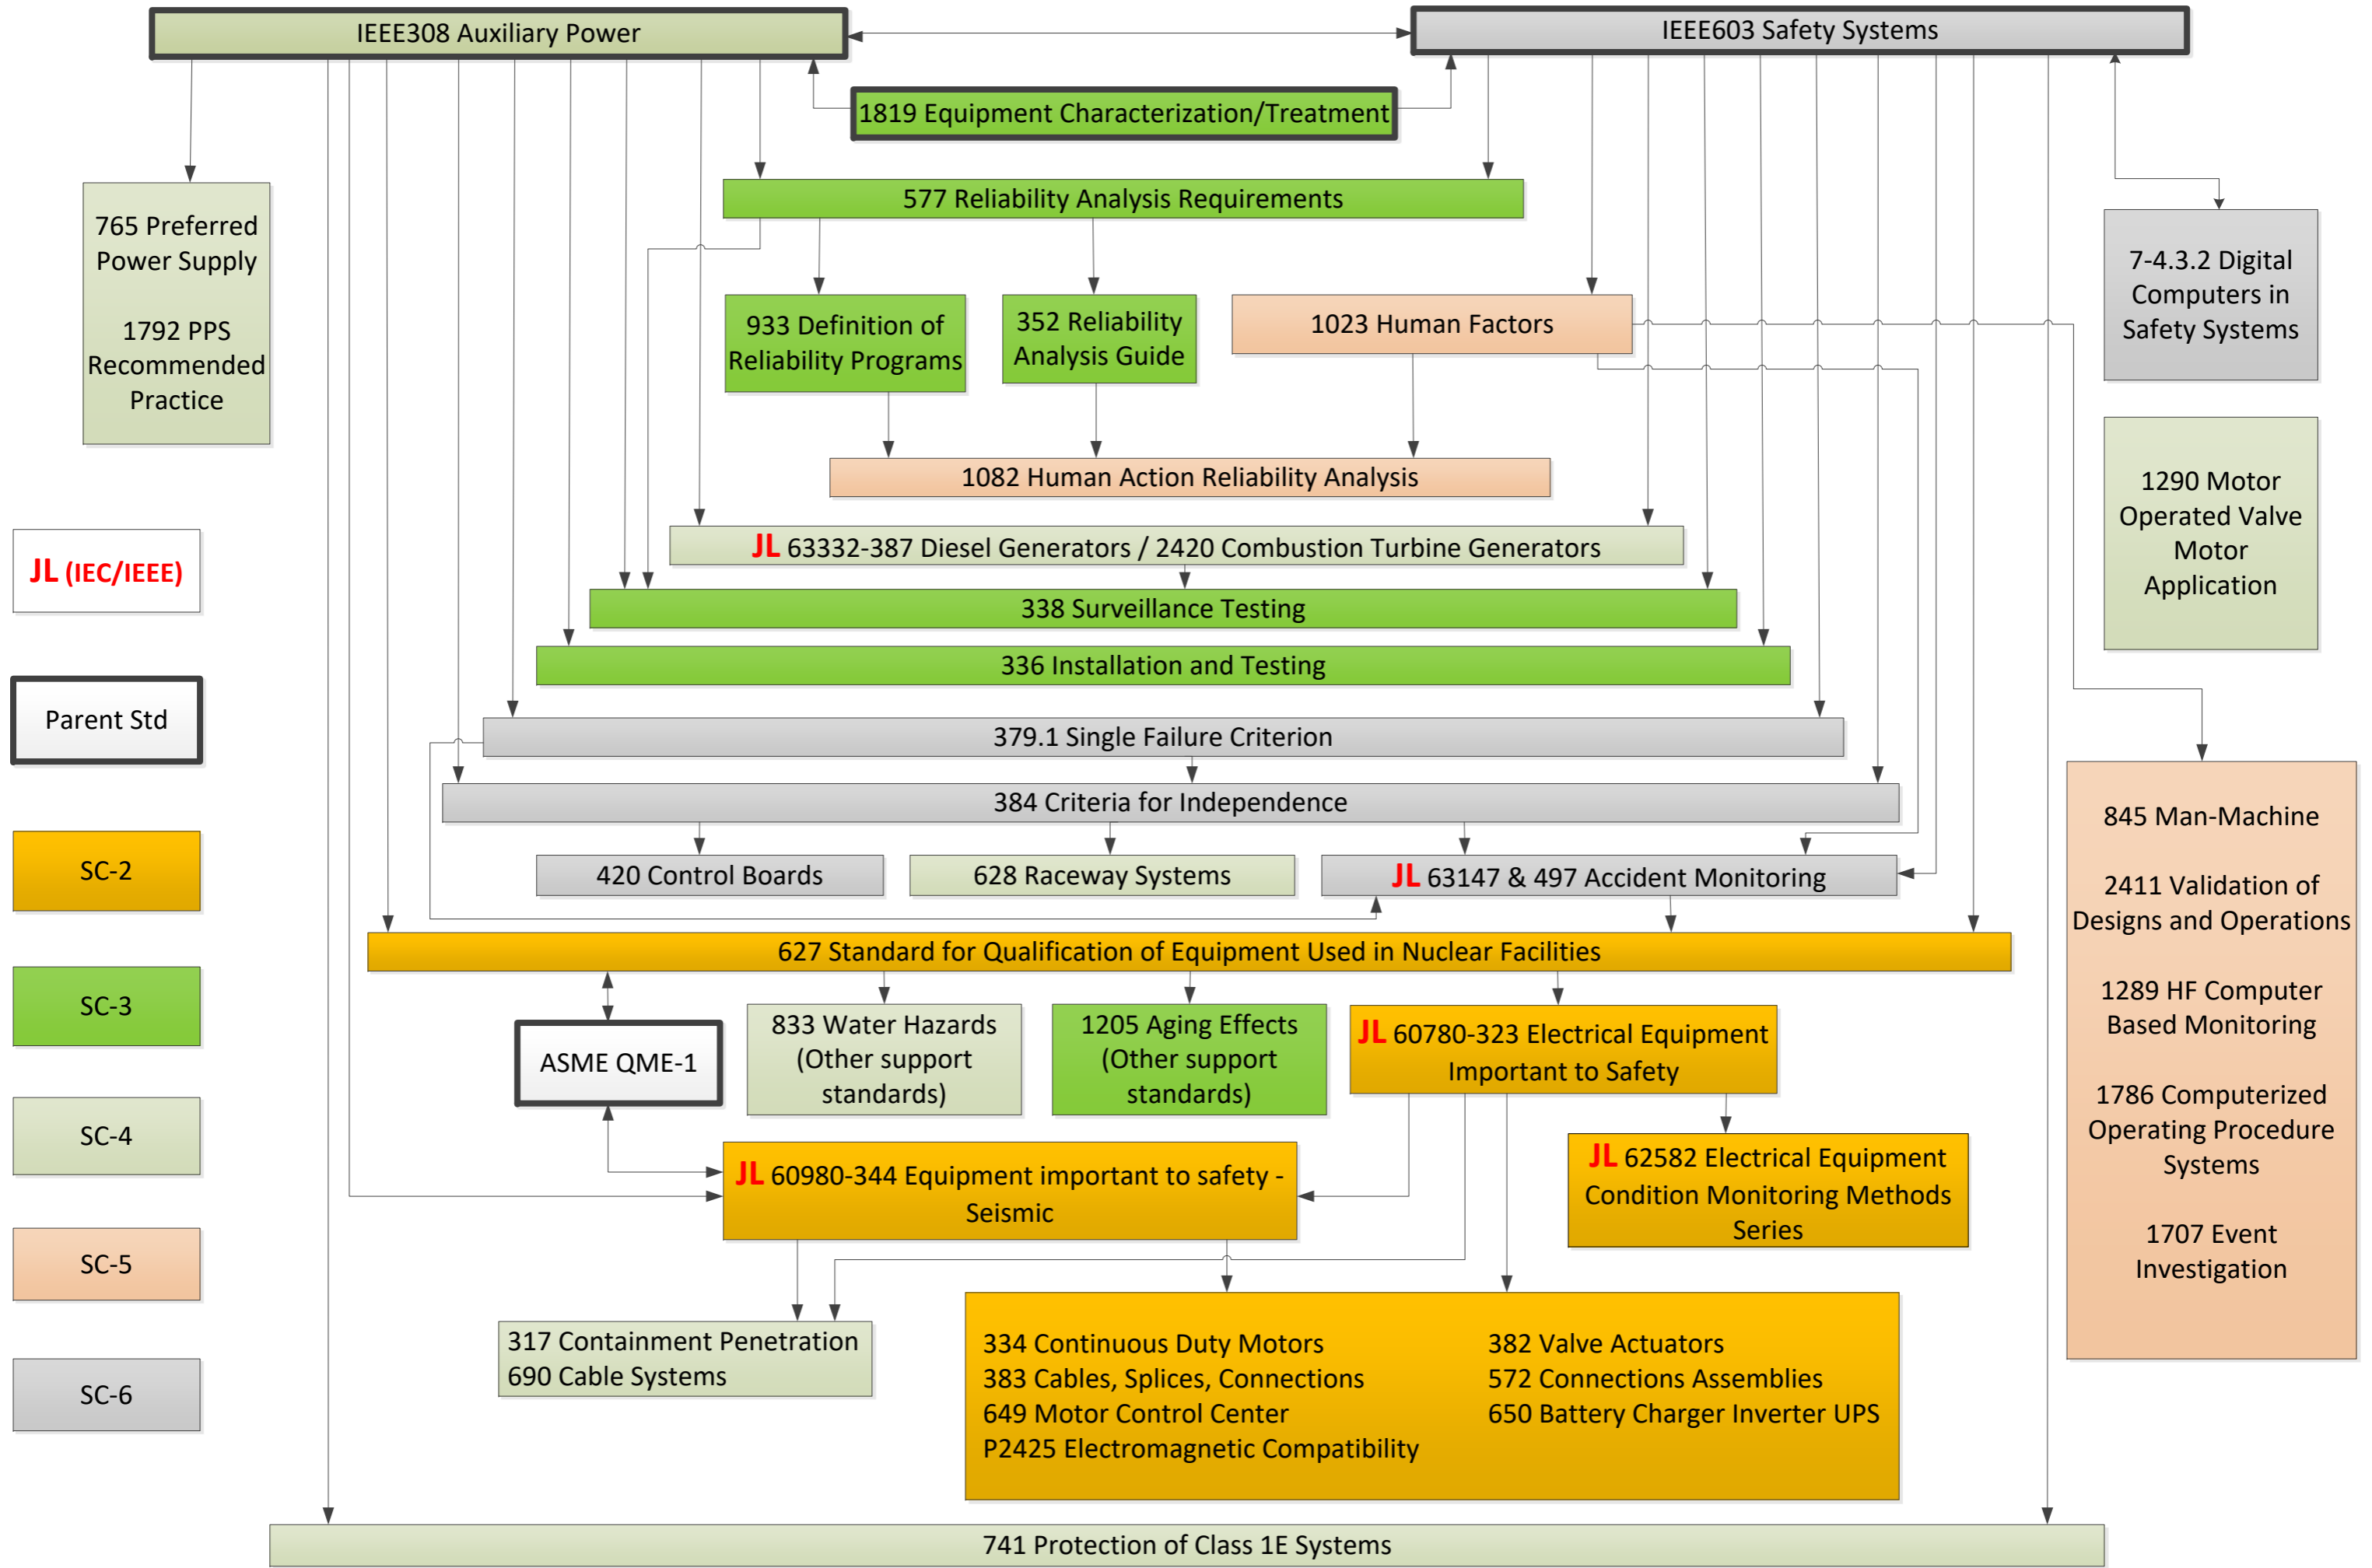 IEEE308 Auxiliary Power
IEEE603 Safety Systems
1819 Equipment Characterization/Treatment
765 Preferred
Power Supply
1792 PPS
Recommended
Practice
577 Reliability Analysis Requirements
7-4.3.2 Digital
Computers in
Safety Systems
933 Definition of
Reliability Programs
352 Reliability
Analysis Guide
1023 Human Factors
1082 Human Action Reliability Analysis
1290 Motor
Operated Valve
Motor
Application
JL (IEC/IEEE)
JL 63332-387 Diesel Generators / 2420 Combustion Turbine Generators
338 Surveillance Testing
336 Installation and Testing
Parent Std
379.1 Single Failure Criterion
384 Criteria for Independence
SC-2
420 Control Boards
628 Raceway Systems
JL 63147 & 497 Accident Monitoring
845 Man-Machine
2411 Validation of
Designs and Operations
1289 HF Computer
Based Monitoring
1786 Computerized
Operating Procedure
Systems
1707 Event
Investigation
627 Standard for Qualification of Equipment Used in Nuclear Facilities
SC-3
ASME QME-1
833 Water Hazards
(Other support
standards)
1205 Aging Effects
(Other support
standards)
JL 60780-323 Electrical Equipment
Important to Safety
SC-4
JL 60980-344 Equipment important to safety -
Seismic
JL 62582 Electrical Equipment
Condition Monitoring Methods
Series
SC-5
317 Containment Penetration
690 Cable Systems
334 Continuous Duty Motors
383 Cables, Splices, Connections
649 Motor Control Center
P2425 Electromagnetic Compatibility
382 Valve Actuators
572 Connections Assemblies
650 Battery Charger Inverter UPS
SC-6
741 Protection of Class 1E Systems